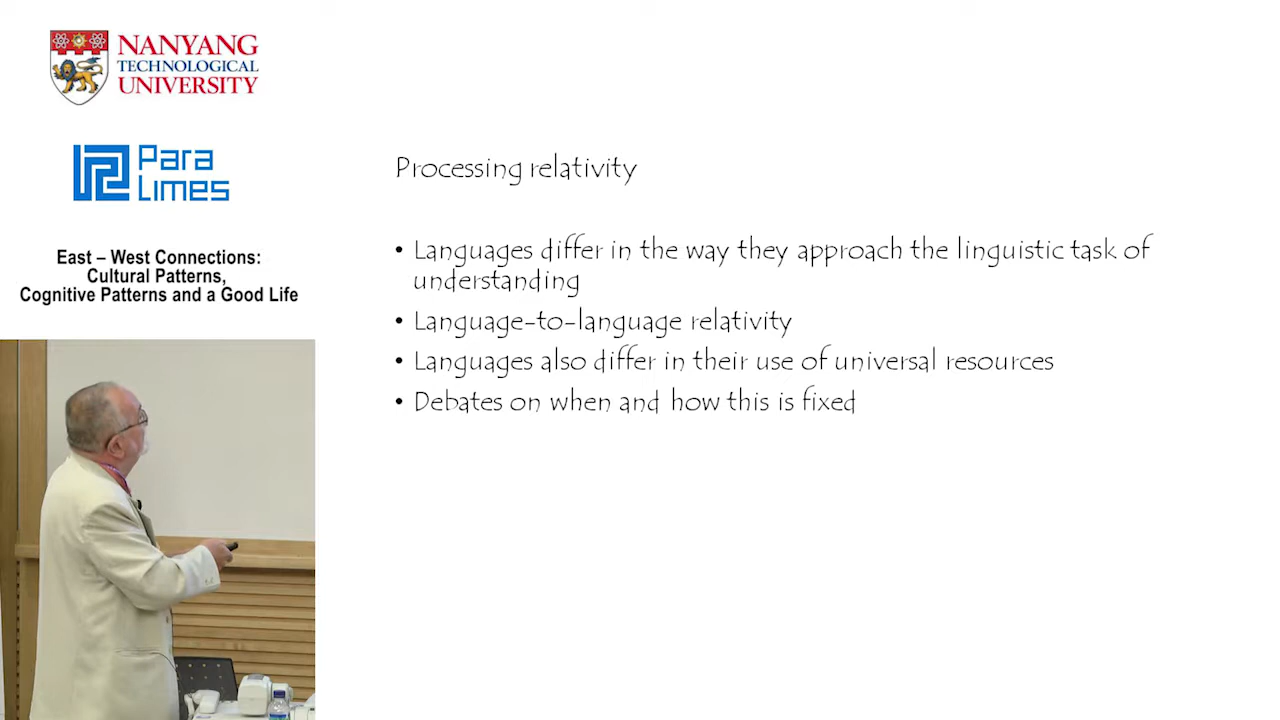 NANYANG
TECHNOLOGICAL
UNIVERSITY
Para
Limes
East – West Connections:
Cultural Patterns,
Cognitive Patterns and a Good Life
Processing relativity
• Languages differ in the way they approach the linguistic task of
understanding
• Language-to-language relativity
• Languages also differ in their use of universal resources
• Debates on when and how this is fixed